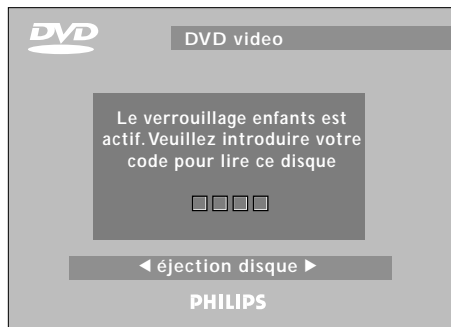 DVD
DVD video
Le verrouillage enfants est
actif. Veuillez introduire votre
code pour lire ce disque
◀ éjection disque ▶
PHILIPS